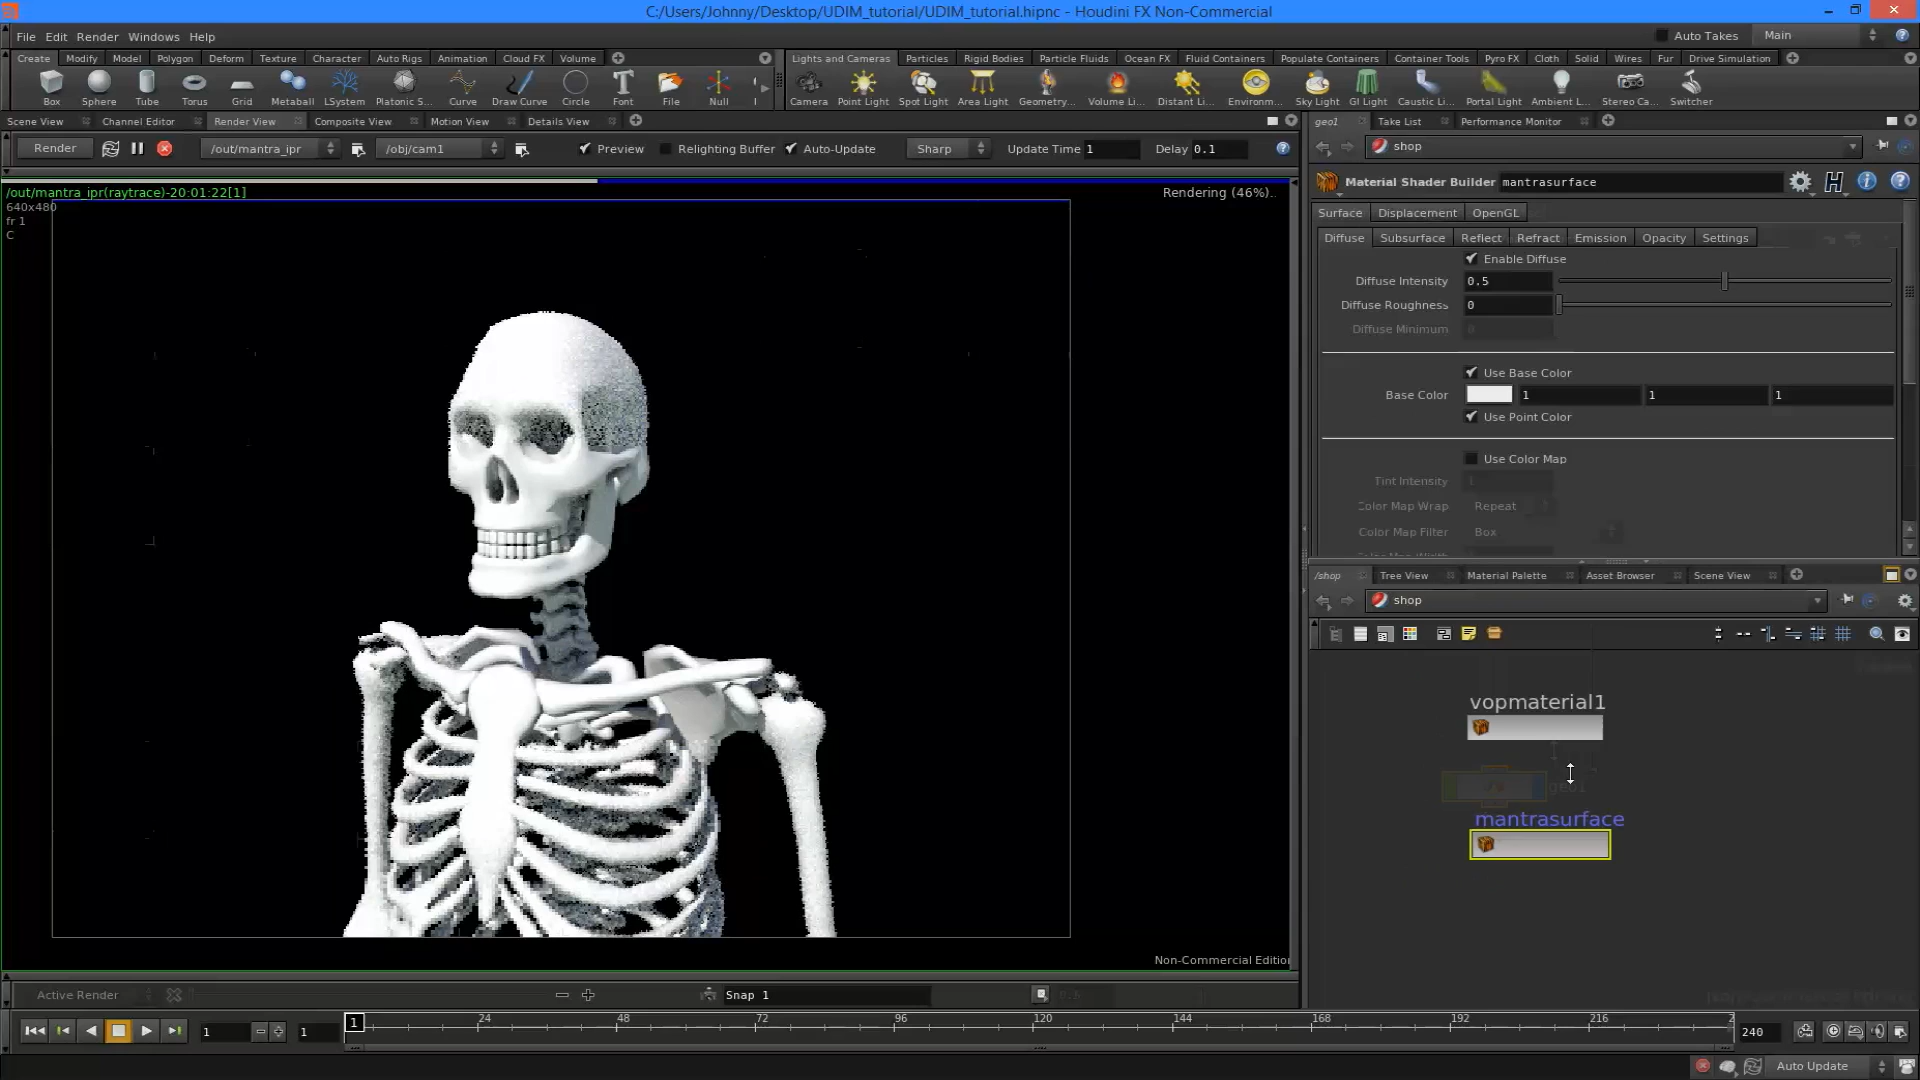 C:/Users/Johnny/Desktop/UDIM_tutorial/UDIM_tutorial.hipnc - Houdini FX Non-Commercial
File Edit Render Windows Help
Auto Takes Main
Create Modify Model Polygon Deform Texture Character Auto Rigs Animation Cloud FX Volume
Lights and Cameras Particles Rigid Bodies Particle Fluids Ocean FX Fluid Containers Populate Containers Container Tools Pyro FX Cloth Solid Wires Fur Drive Simulation
Box Sphere Tube Torus Grid Metaball LSystem Platonic S... Curve Draw Curve Circle Font File Null
Camera Point Light Spot Light Area Light Geometry... Volume Li... Distant Li... Environm... Sky Light GI Light Caustic Li... Portal Light Ambient L... Stereo Ca... Switcher
Scene View Channel Editor Render View Composite View Motion View Details View
geo1 Take List Performance Monitor
Render /out/mantra_ipr /obj/cam1 Preview Relighting Buffer Auto-Update Sharp Update Time 1 Delay 0.1
shop
Material Shader Builder mantrasurface
/out/mantra_ipr(raytrace)-20:01:22[1]
Rendering (46%)..
640x480
fr 1
C
Surface Displacement OpenGL
Diffuse Subsurface Reflect Refract Emission Opacity Settings
Enable Diffuse
Diffuse Intensity 0.5
Diffuse Roughness 0
Diffuse Minimum 0
Use Base Color
Base Color 1 1 1
Use Point Color
Use Color Map
Tint Intensity 1
Color Map Wrap Repeat
Color Map Filter Box
/shop Tree View Material Palette Asset Browser Scene View
shop
vopmaterial1
geo1
mantrasurface
Non-Commercial Editio
Active Render Snap 1
1 1 1 24 48 72 96 120 144 168 192 216 2 240
Auto Update